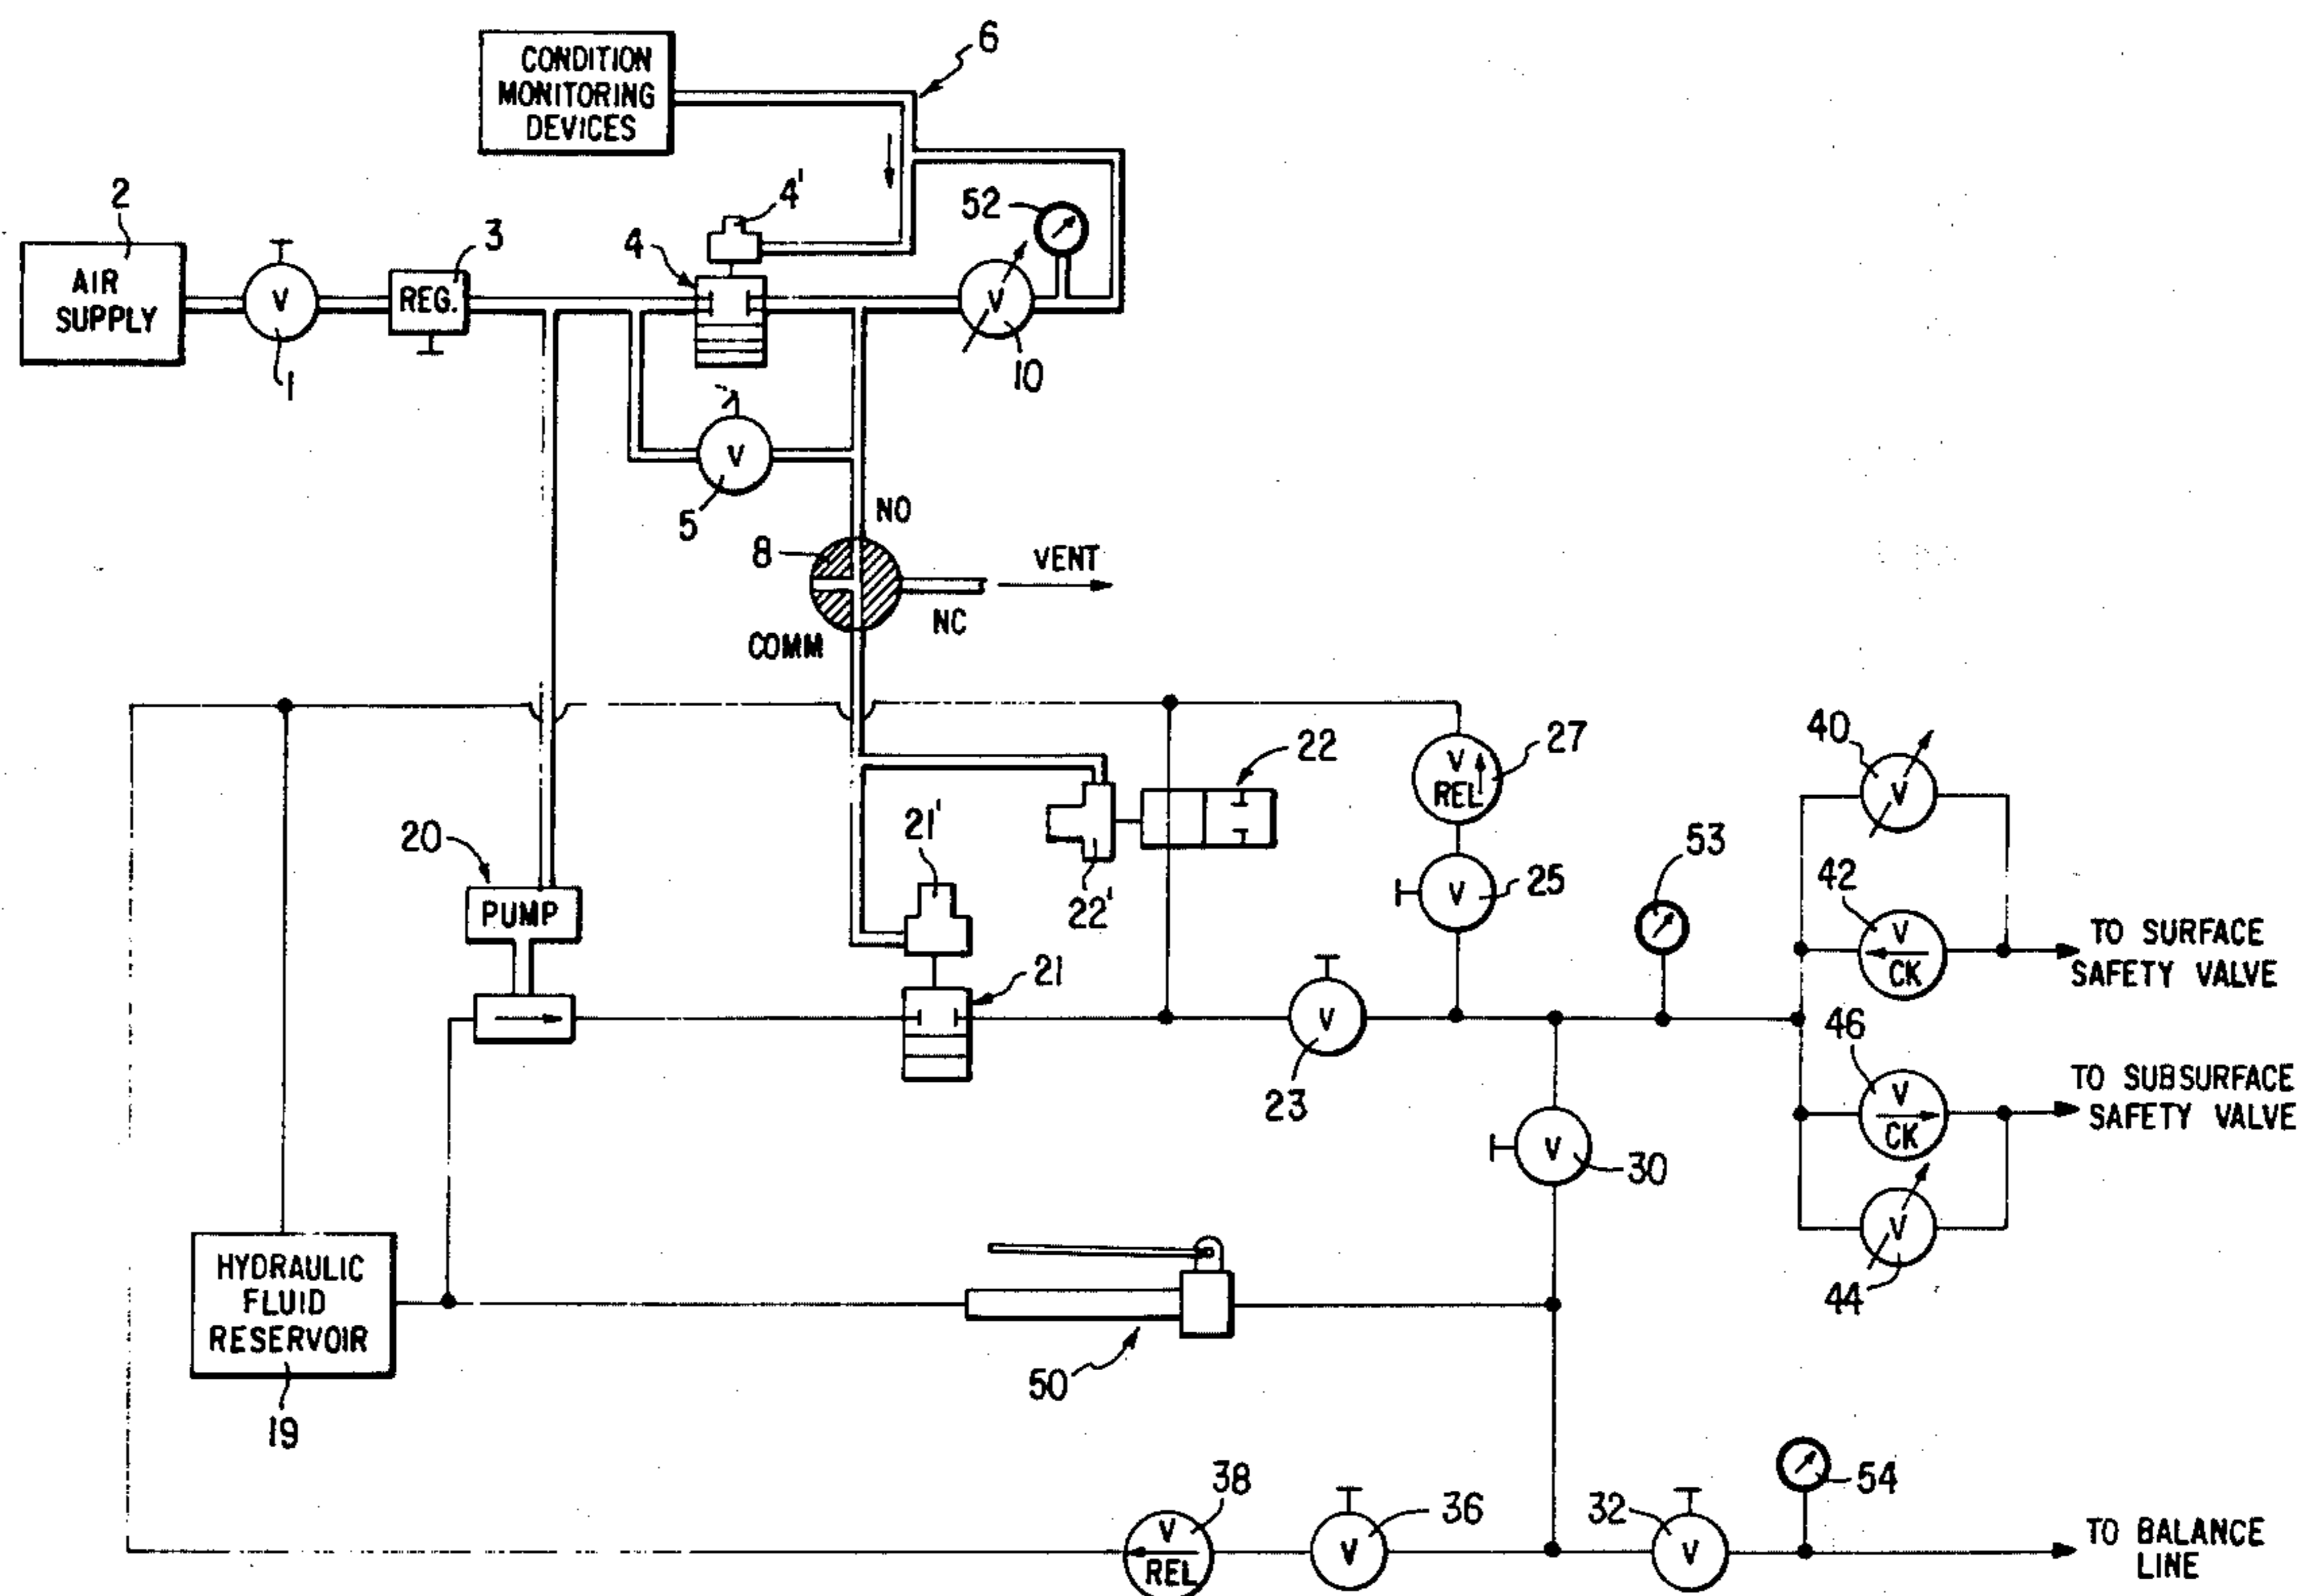 CONDITION
MONITORING
DEVICES
6
2
AIR
SUPPLY
V
1
3
REG.
4
4'
52
V
10
V
5
NO
8
VENT
NC
COMM
20
PUMP
21'
21
22
22'
V
REL
27
V
25
V
23
53
40
V
42
V
CK
TO SURFACE
SAFETY VALVE
46
V
CK
TO SUBSURFACE
SAFETY VALVE
V
44
V
30
HYDRAULIC
FLUID
RESERVOIR
19
50
38
V
REL
36
V
32
V
54
TO BALANCE
LINE